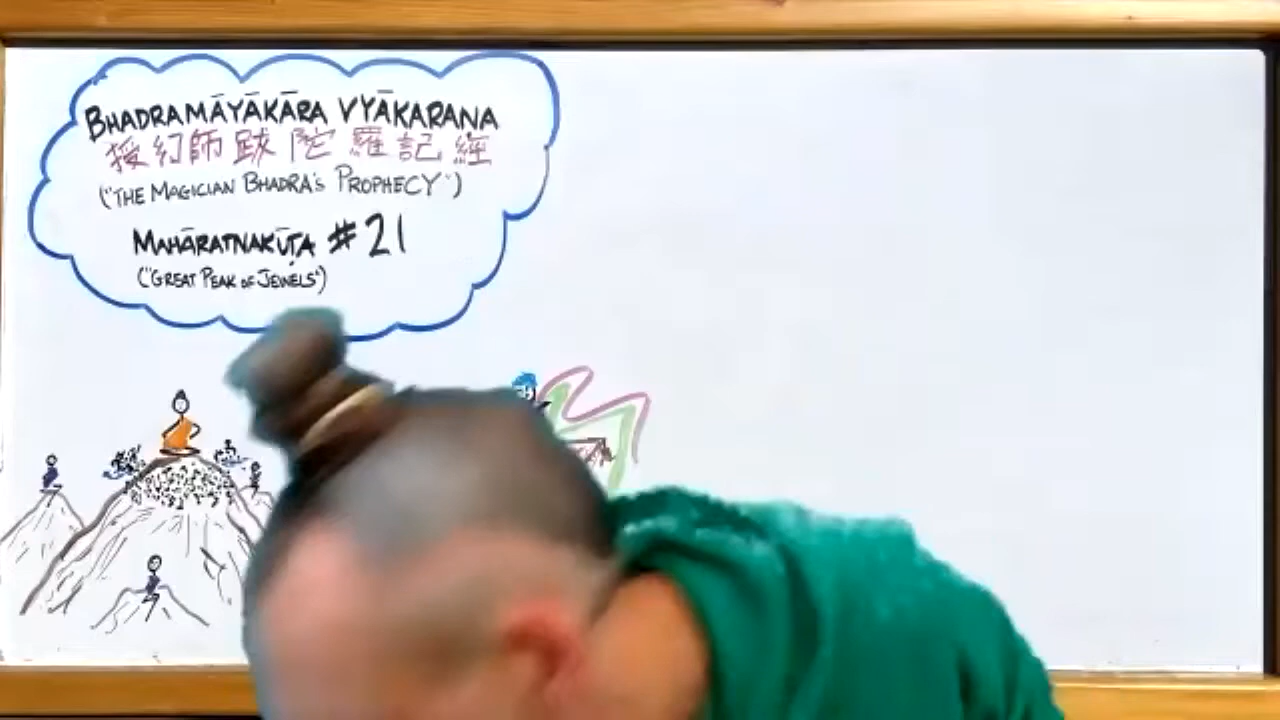 BHADRAMĀYĀKĀRA VYĀKARANA
授幻師跋陀羅記經
("THE MAGICIAN BHADRA'S PROPHECY")
MAHĀRATNAKŪṬA #21
("GREAT PEAK OF JEWELS")